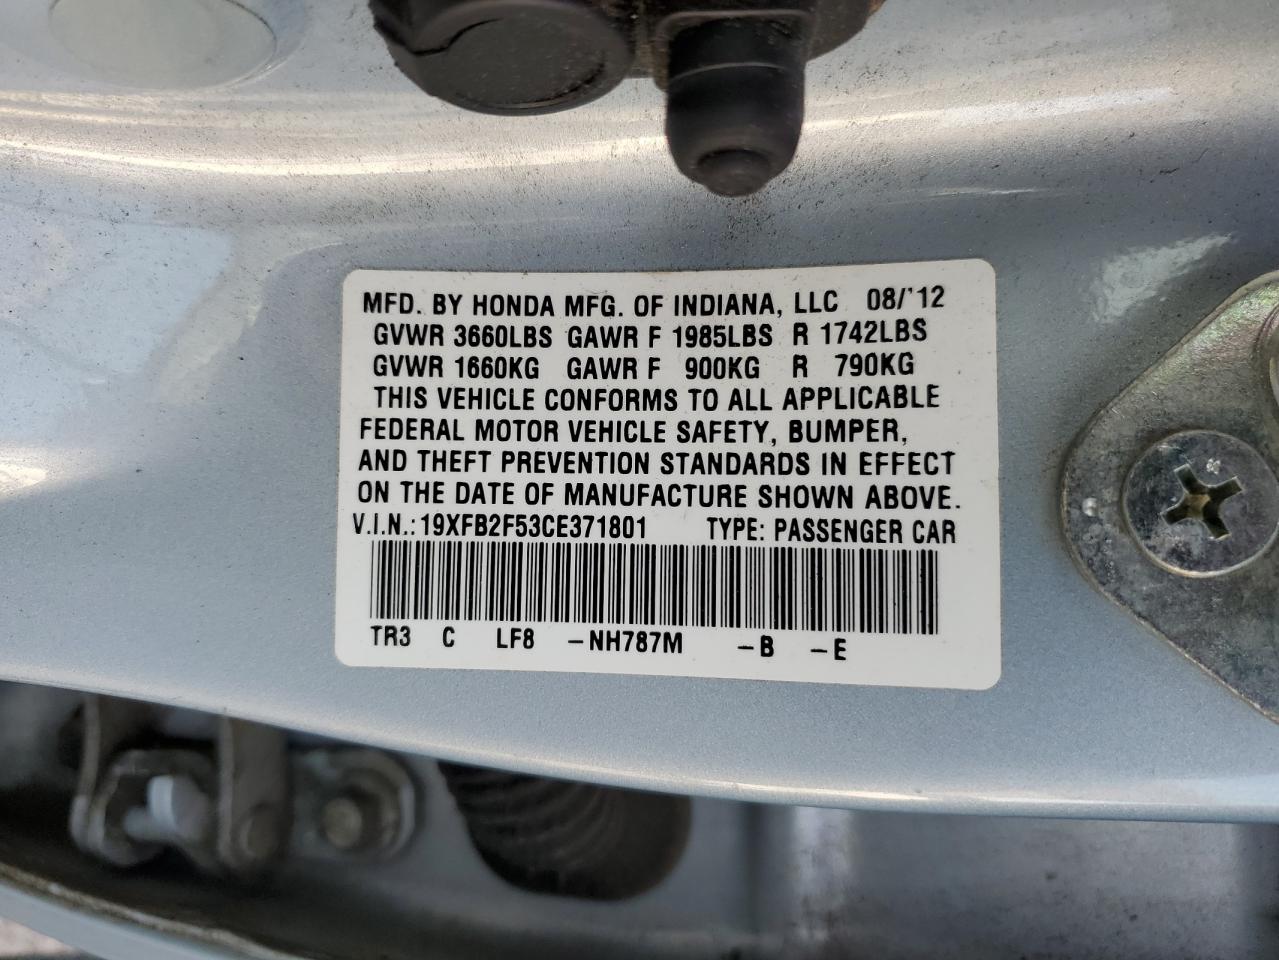 MFD. BY HONDA MFG. OF INDIANA, LLC 08/'12
GVWR 3660LBS GAWR F 1985LBS R 1742LBS
GVWR 1660KG GAWR F 900KG R 790KG
THIS VEHICLE CONFORMS TO ALL APPLICABLE
FEDERAL MOTOR VEHICLE SAFETY, BUMPER,
AND THEFT PREVENTION STANDARDS IN EFFECT
ON THE DATE OF MANUFACTURE SHOWN ABOVE.
V.I.N.:19XFB2F53CE371801 TYPE: PASSENGER CAR
TR3 C LF8 –NH787M –B –E